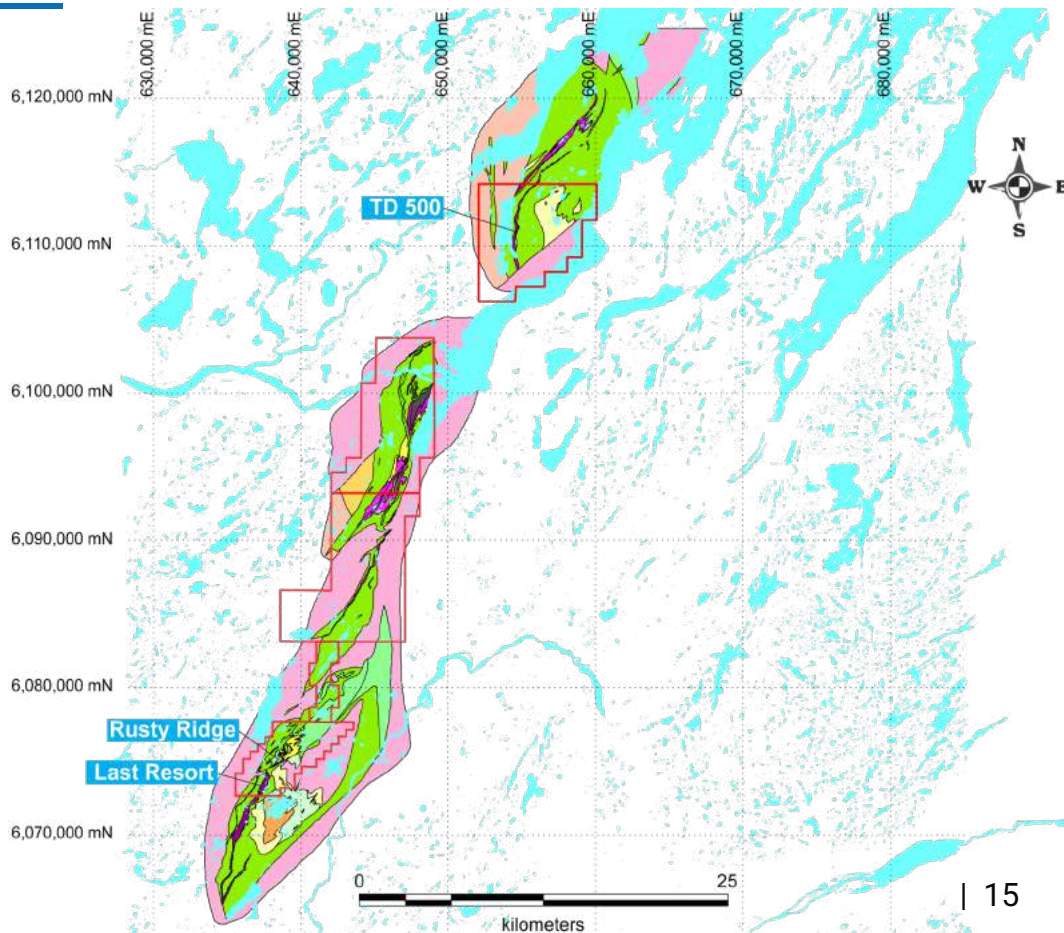 630,000 mE
640,000 mE
650,000 mE
660,000 mE
670,000 mE
680,000 mE
6,120,000 mN
6,110,000 mN
6,100,000 mN
6,090,000 mN
6,080,000 mN
6,070,000 mN
N
W
E
S
TD 500
Rusty Ridge
Last Resort
0
25
kilometers
| 15